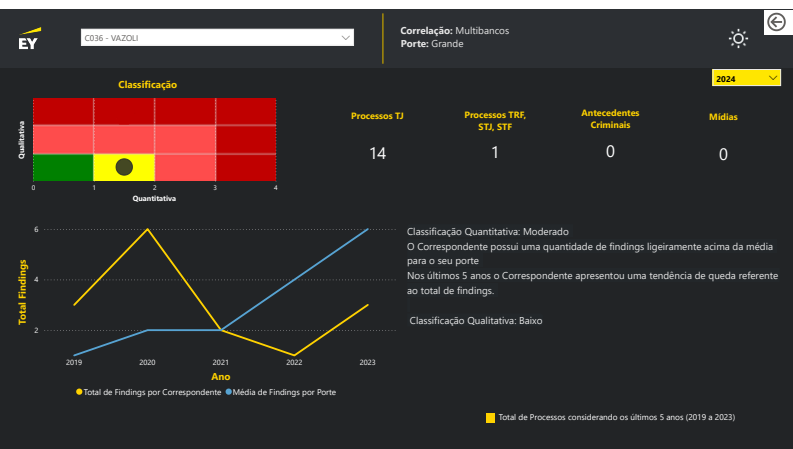 EY
C036 - VAZOLI
Correlação: Multibancos
Porte: Grande
2024
Classificação
Qualitativa
0 1 2 3 4
Quantitativa
Processos TJ
14
Processos TRF,
STJ, STF
1
Antecedentes
Criminais
0
Mídias
0
Total Findings
6
4
2
2019 2020 2021 2022 2023
Ano
Total de Findings por Correspondente Média de Findings por Porte
Classificação Quantitativa: Moderado
O Correspondente possui uma quantidade de findings ligeiramente acima da média
para o seu porte
Nos últimos 5 anos o Correspondente apresentou uma tendência de queda referente
ao total de findings.
Classificação Qualitativa: Baixo
Total de Processos considerando os últimos 5 anos (2019 a 2023)